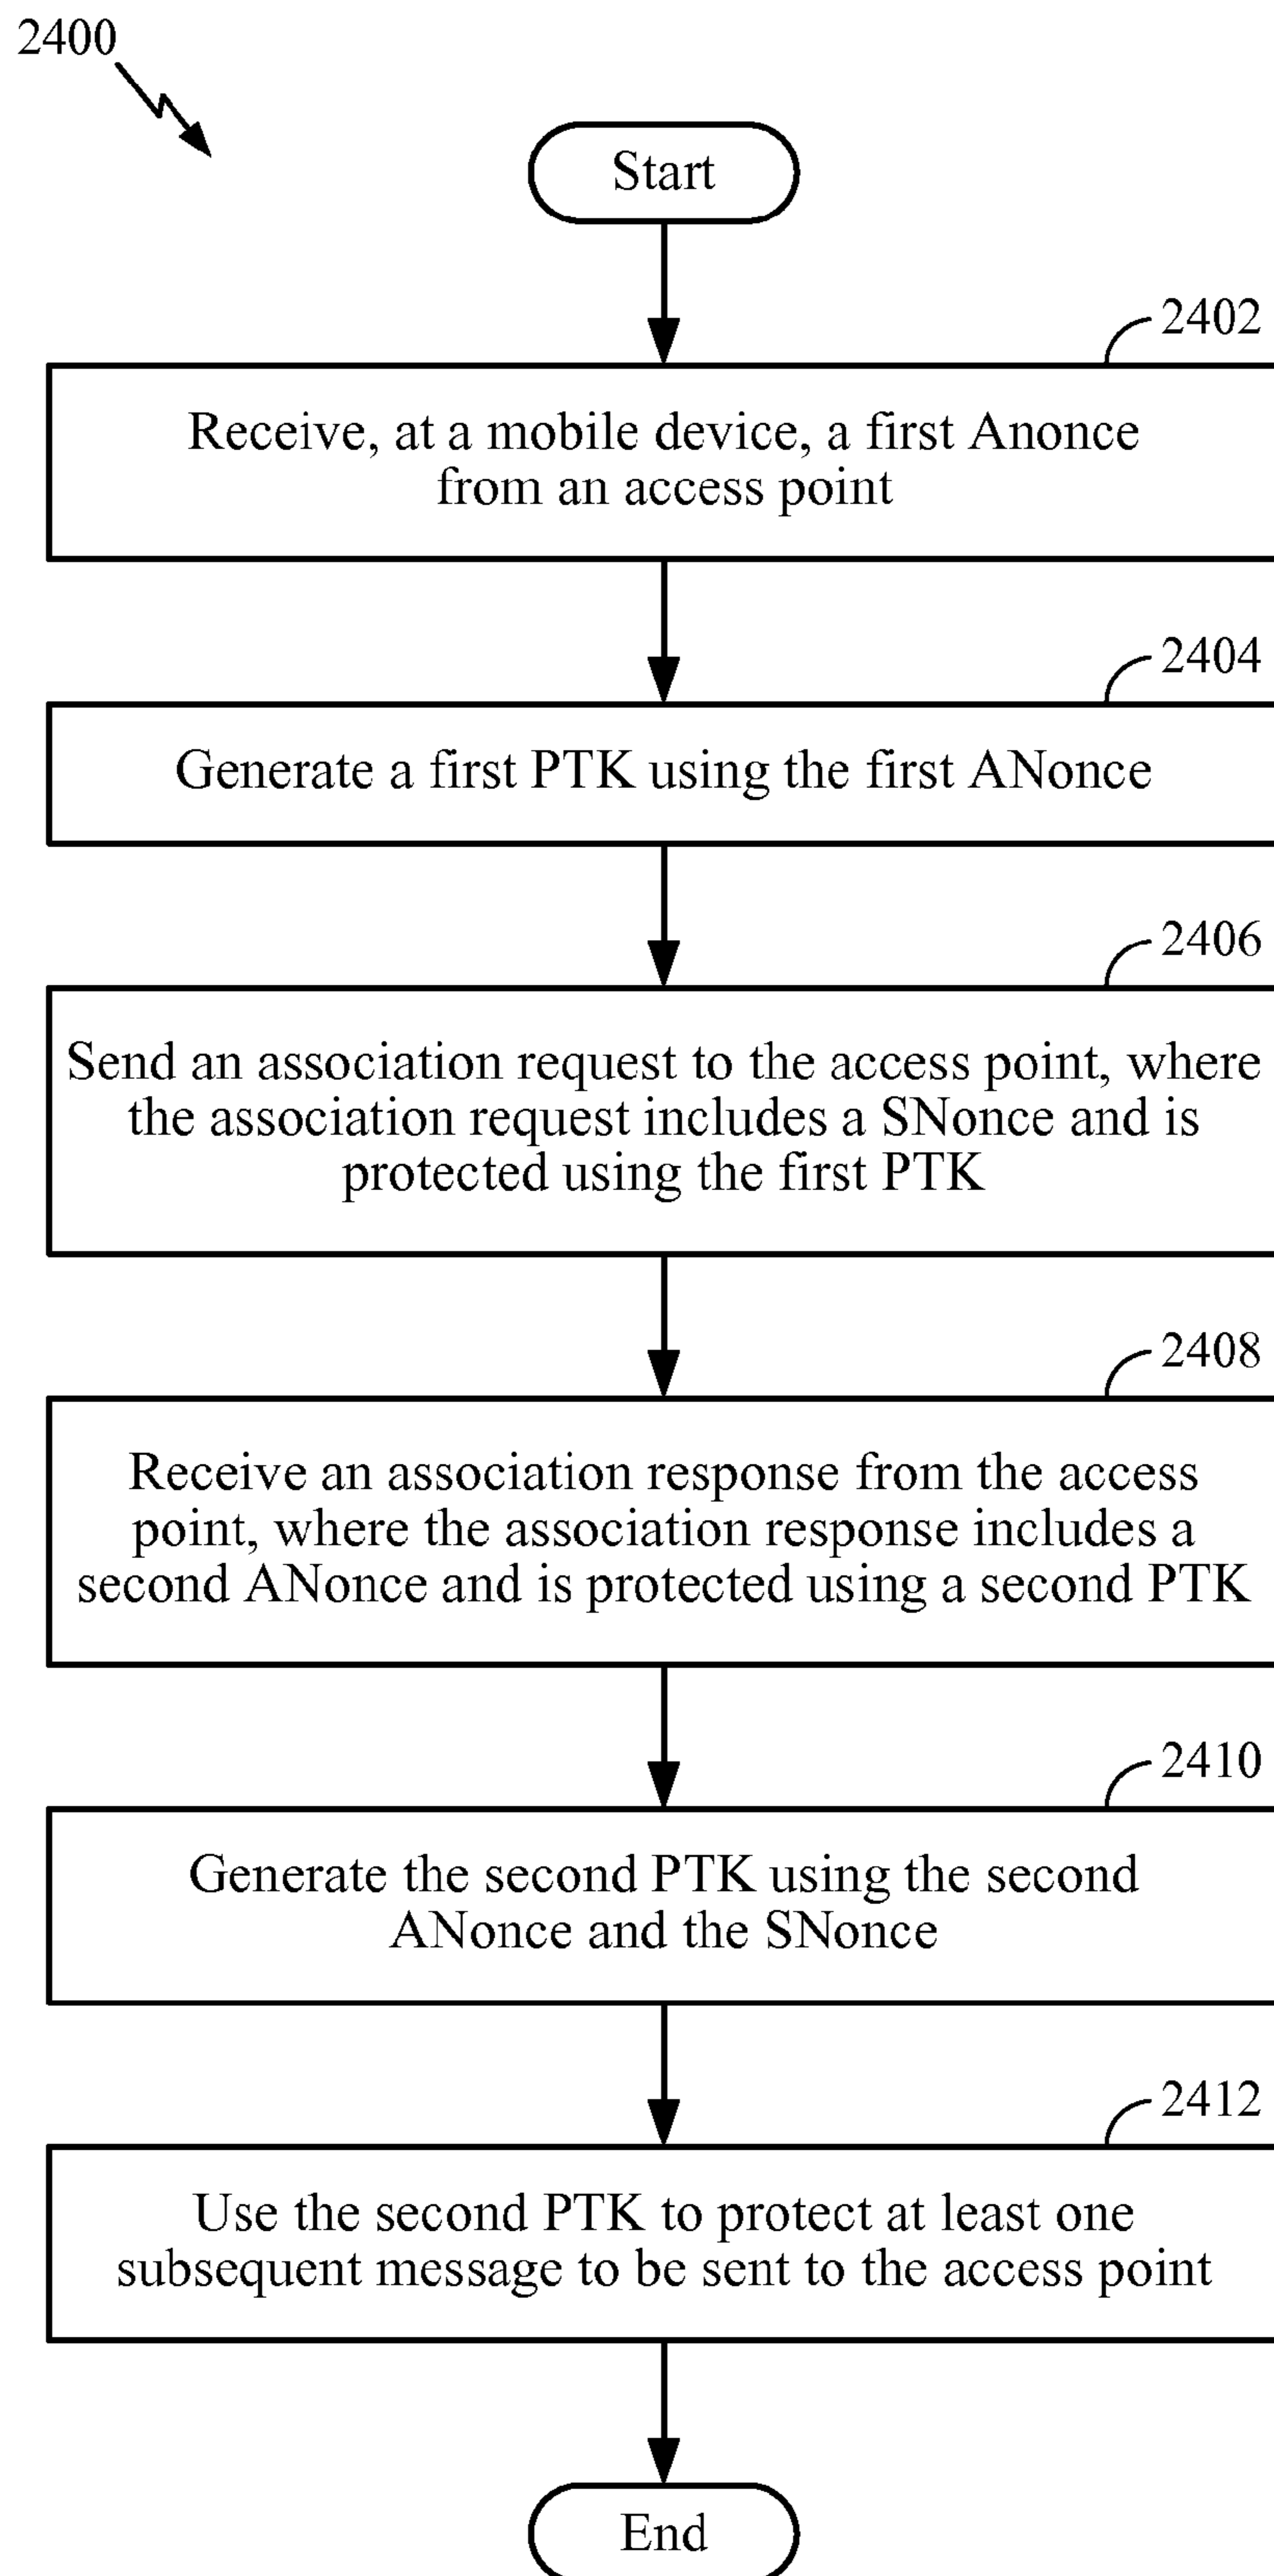 2400
Start
2402
Receive, at a mobile device, a first Anonce
from an access point
2404
Generate a first PTK using the first ANonce
2406
Send an association request to the access point, where
the association request includes a SNonce and is
protected using the first PTK
2408
Receive an association response from the access
point, where the association response includes a
second ANonce and is protected using a second PTK
2410
Generate the second PTK using the second
ANonce and the SNonce
2412
Use the second PTK to protect at least one
subsequent message to be sent to the access point
End